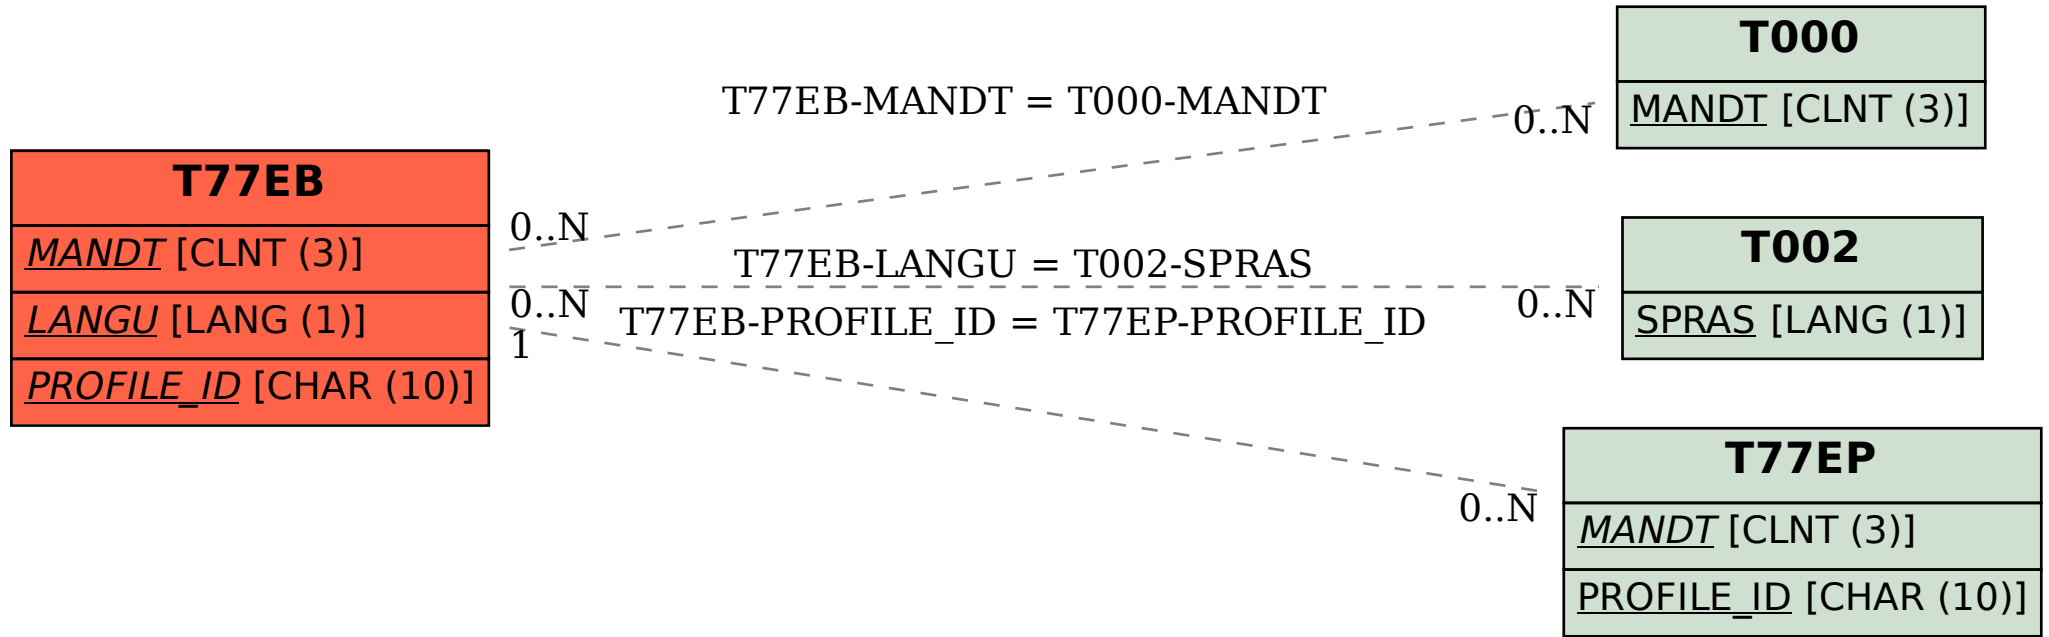 T77EB
MANDT [CLNT (3)]
LANGU [LANG (1)]
PROFILE_ID [CHAR (10)]
T77EB-MANDT = T000-MANDT
0..N
0..N
T77EB-LANGU = T002-SPRAS
0..N
0..N
T77EB-PROFILE_ID = T77EP-PROFILE_ID
1
0..N
T000
MANDT [CLNT (3)]
T002
SPRAS [LANG (1)]
T77EP
MANDT [CLNT (3)]
PROFILE_ID [CHAR (10)]